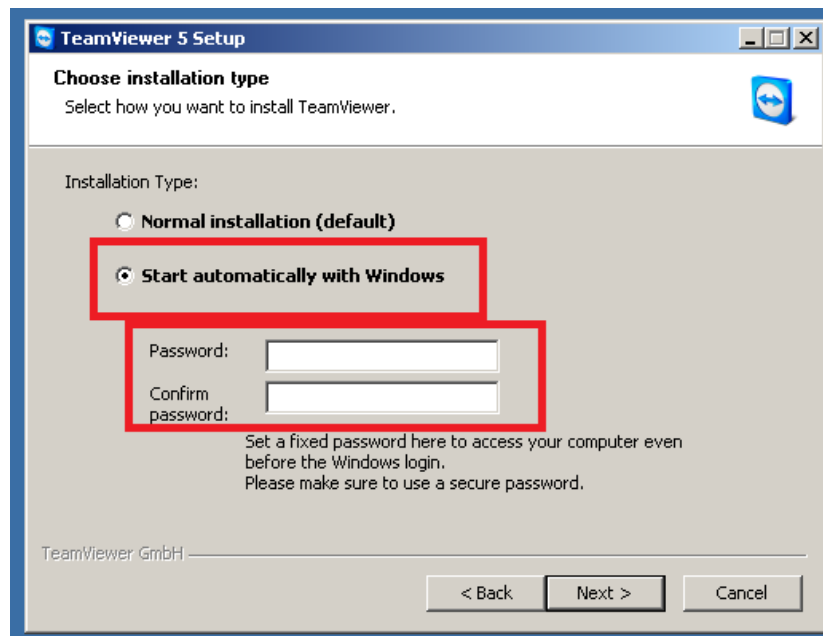 TeamViewer 5 Setup
Choose installation type
Select how you want to install TeamViewer.
Installation Type:
Normal installation (default)
Start automatically with Windows
Password:
Confirm
password:
Set a fixed password here to access your computer even
before the Windows login.
Please make sure to use a secure password.
TeamViewer GmbH
< Back Next > Cancel